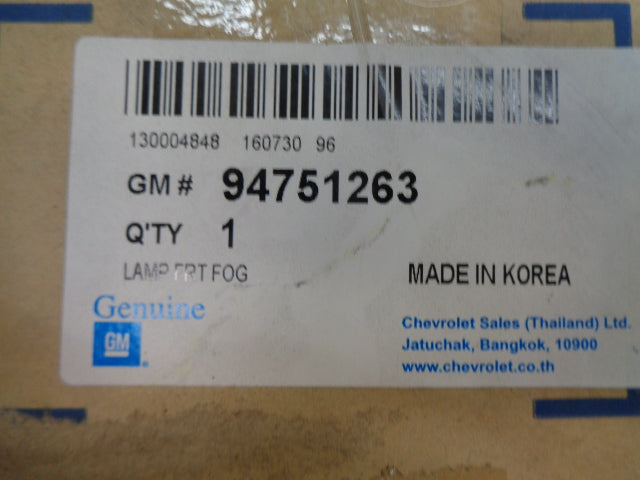 130004848 160730 96
GM # 94751263
Q'TY 1
LAMP FRT FOG
MADE IN KOREA
Genuine
GM
Chevrolet Sales (Thailand) Ltd.
Jatuchak, Bangkok, 10900
www.chevrolet.co.th